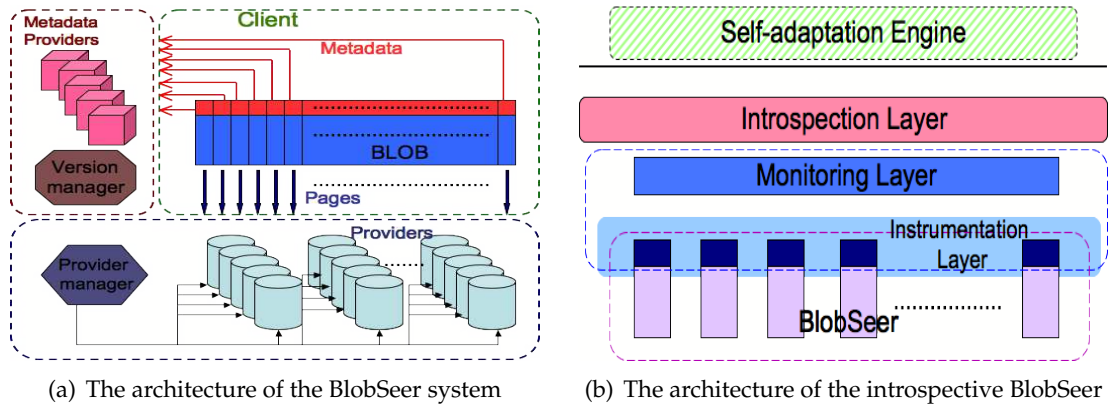 Metadata
Providers
Client
Metadata
BLOB
Version
manager
Pages
Providers
Provider
manager
(a) The architecture of the BlobSeer system
Self-adaptation Engine
Introspection Layer
Monitoring Layer
Instrumentation
Layer
BlobSeer
(b) The architecture of the introspective BlobSeer